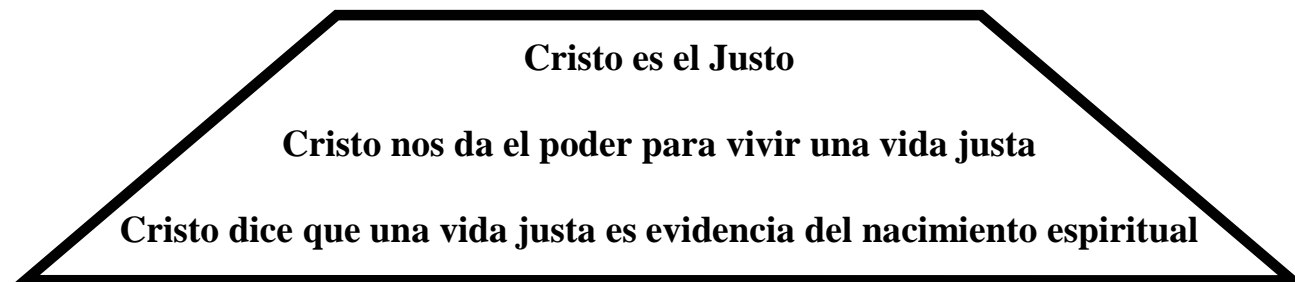 Cristo es el Justo
Cristo nos da el poder para vivir una vida justa
Cristo dice que una vida justa es evidencia del nacimiento espiritual